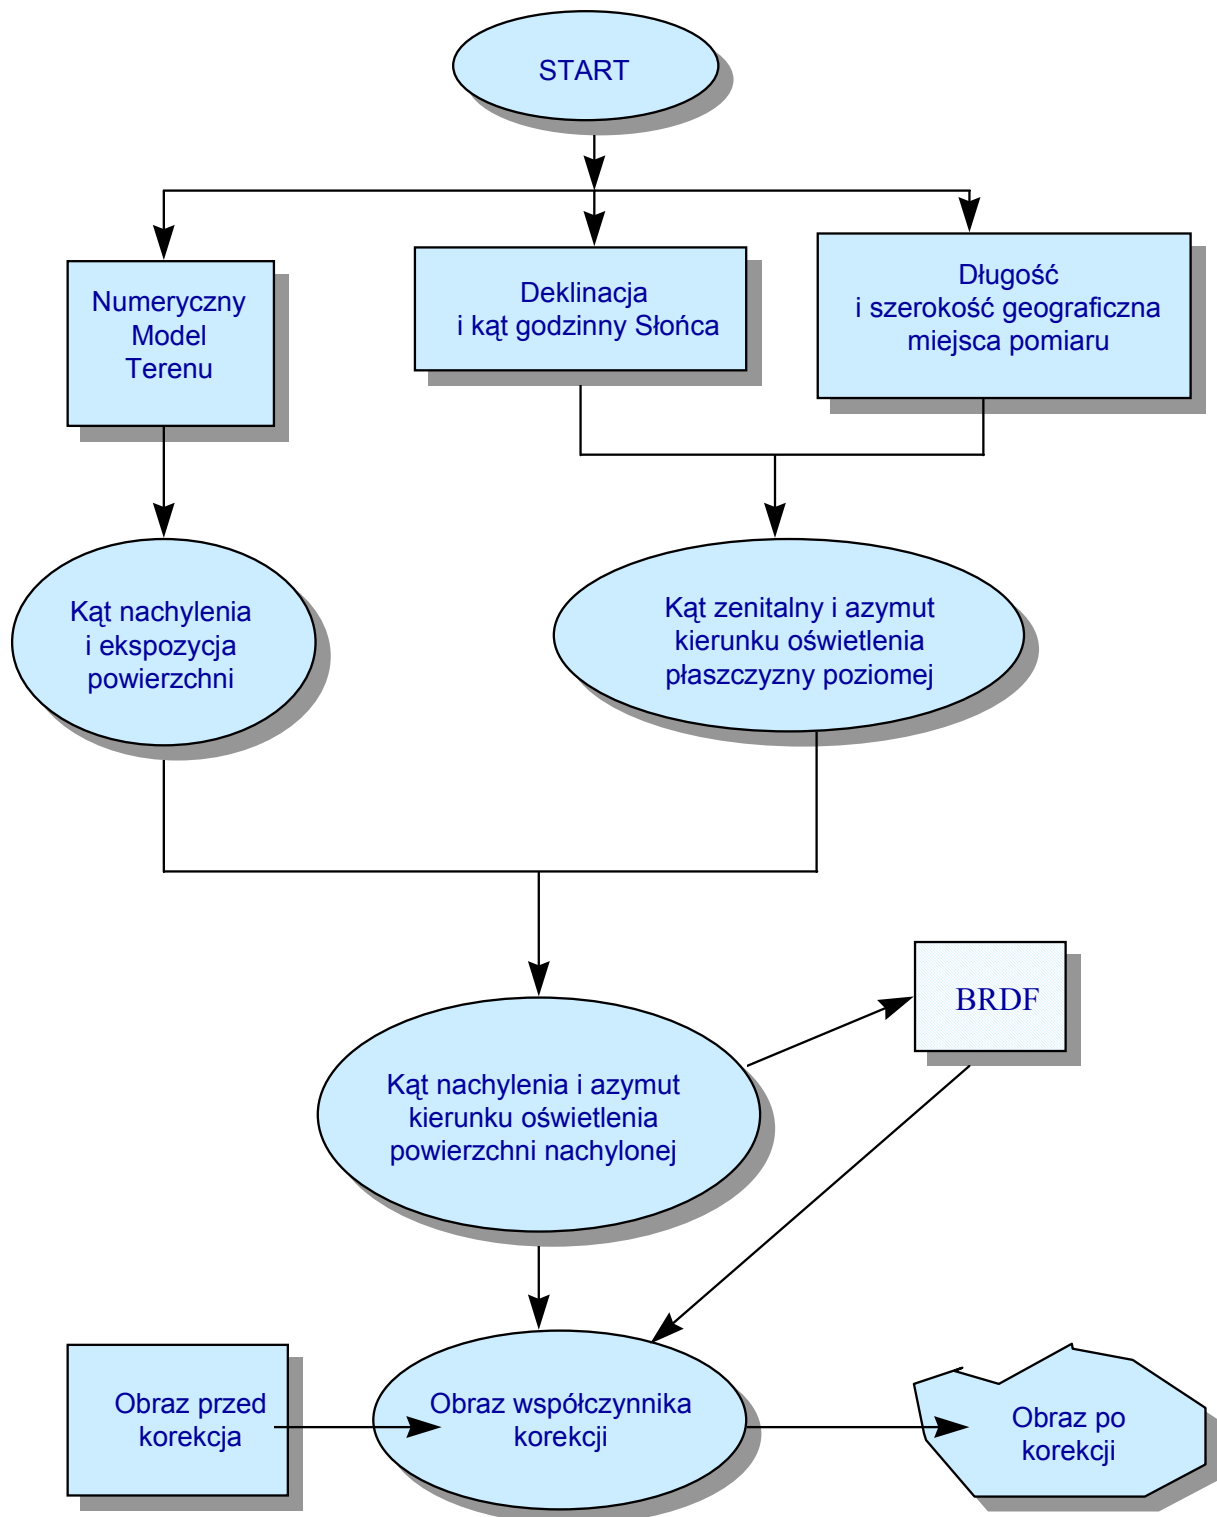 START
Numeryczny
Model
Terenu
Deklinacja
i kąt godzinny Słońca
Długość
i szerokość geograficzna
miejsca pomiaru
Kąt nachylenia
i ekspozycja
powierzchni
Kąt zenitalny i azymut
kierunku oświetlenia
płaszczyzny poziomej
BRDF
Kąt nachylenia i azymut
kierunku oświetlenia
powierzchni nachylonej
Obraz przed
korekcja
Obraz współczynnika
korekcji
Obraz po
korekcji